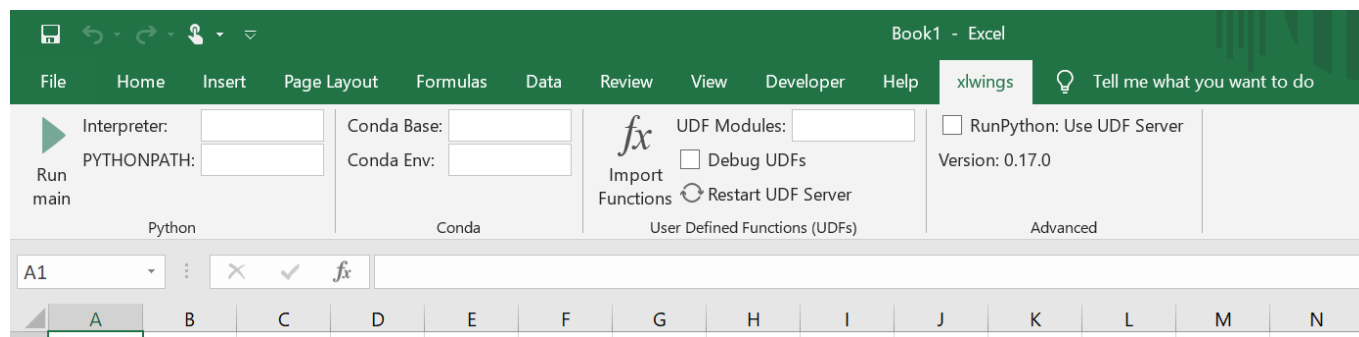 Book1 - Excel
File Home Insert Page Layout Formulas Data Review View Developer Help xlwings Tell me what you want to do
Run main
Interpreter:
PYTHONPATH:
Python
Conda Base:
Conda Env:
Conda
fx
Import
Functions
UDF Modules:
Debug UDFs
Restart UDF Server
User Defined Functions (UDFs)
RunPython: Use UDF Server
Version: 0.17.0
Advanced
A1 fx
A B C D E F G H I J K L M N